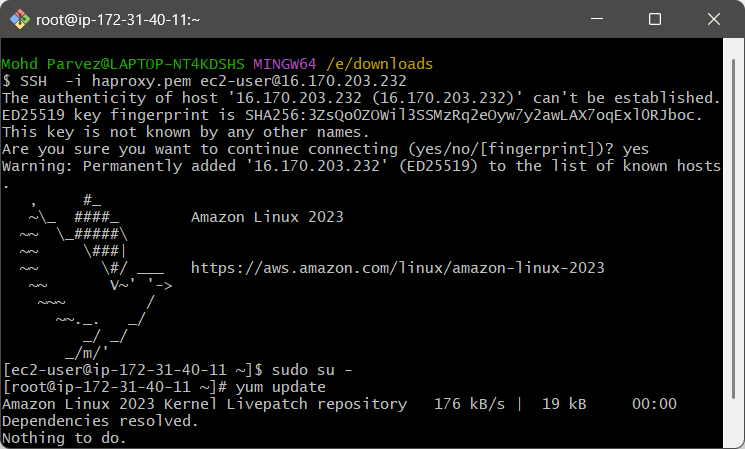 root@ip-172-31-40-11:~
Mohd Parvez@LAPTOP-NT4KDSHS MINGW64 /e/downloads
$ SSH  -i haproxy.pem ec2-user@16.170.203.232
The authenticity of host '16.170.203.232 (16.170.203.232)' can't be established.
ED25519 key fingerprint is SHA256:3ZsQoOZOWil3SSMzRq2eOyw7y2awLAX7oqExlORJboc.
This key is not known by any other names.
Are you sure you want to continue connecting (yes/no/[fingerprint])? yes
Warning: Permanently added '16.170.203.232' (ED25519) to the list of known hosts
.
   ,     #_
   ~\_  ####_        Amazon Linux 2023
  ~~  \_#####\
  ~~     \###|
  ~~       \#/ ___   https://aws.amazon.com/linux/amazon-linux-2023
   ~~       V~' '->
    ~~~         /
      ~~._.   _/
         _/ _/
       _/m/'
[ec2-user@ip-172-31-40-11 ~]$ sudo su -
[root@ip-172-31-40-11 ~]# yum update
Amazon Linux 2023 Kernel Livepatch repository   176 kB/s |  19 kB     00:00
Dependencies resolved.
Nothing to do.